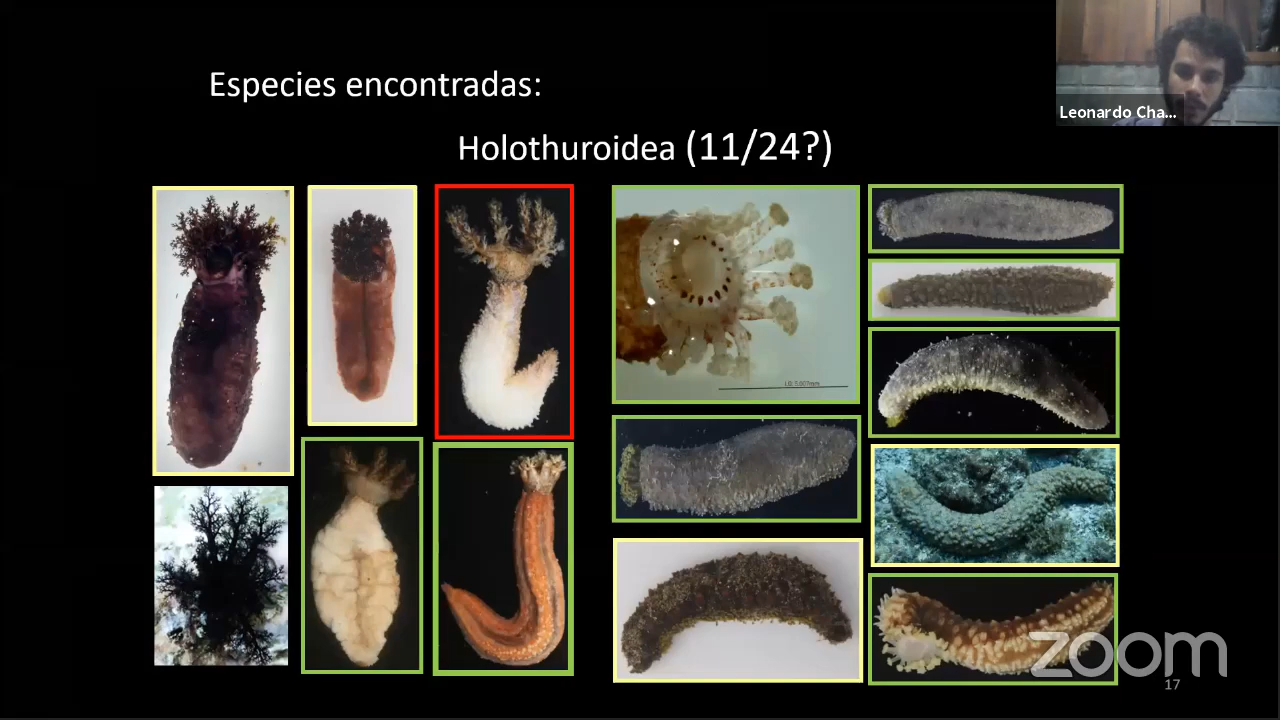 Especies encontradas:
Leonardo Cha...
Holothuroidea (11/24?)
zoom
17